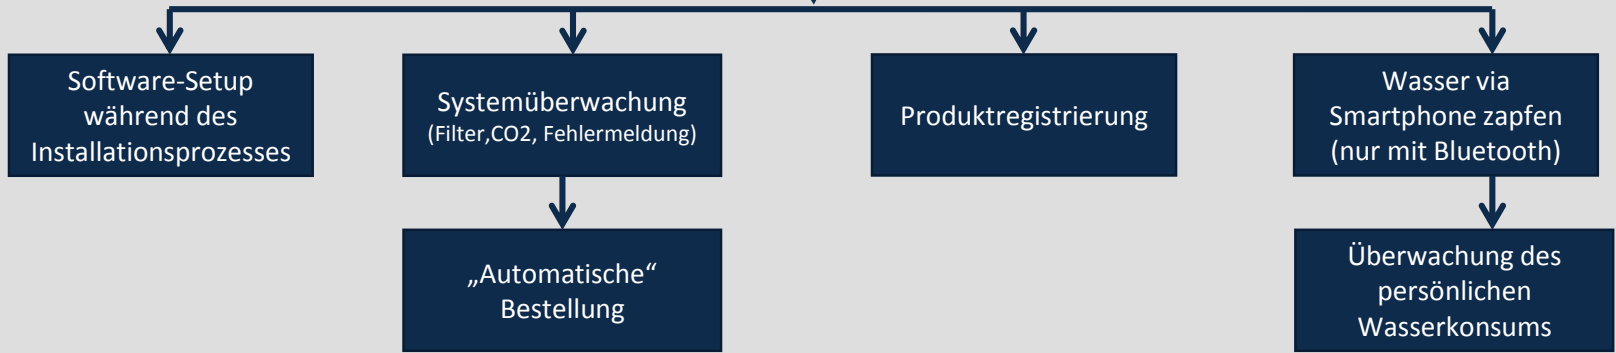 Software-Setup
während des
Installationsprozesses
Systemüberwachung
(Filter,CO2, Fehlermeldung)
Produktregistrierung
Wasser via
Smartphone zapfen
(nur mit Bluetooth)
„Automatische“
Bestellung
Überwachung des
persönlichen
Wasserkonsums